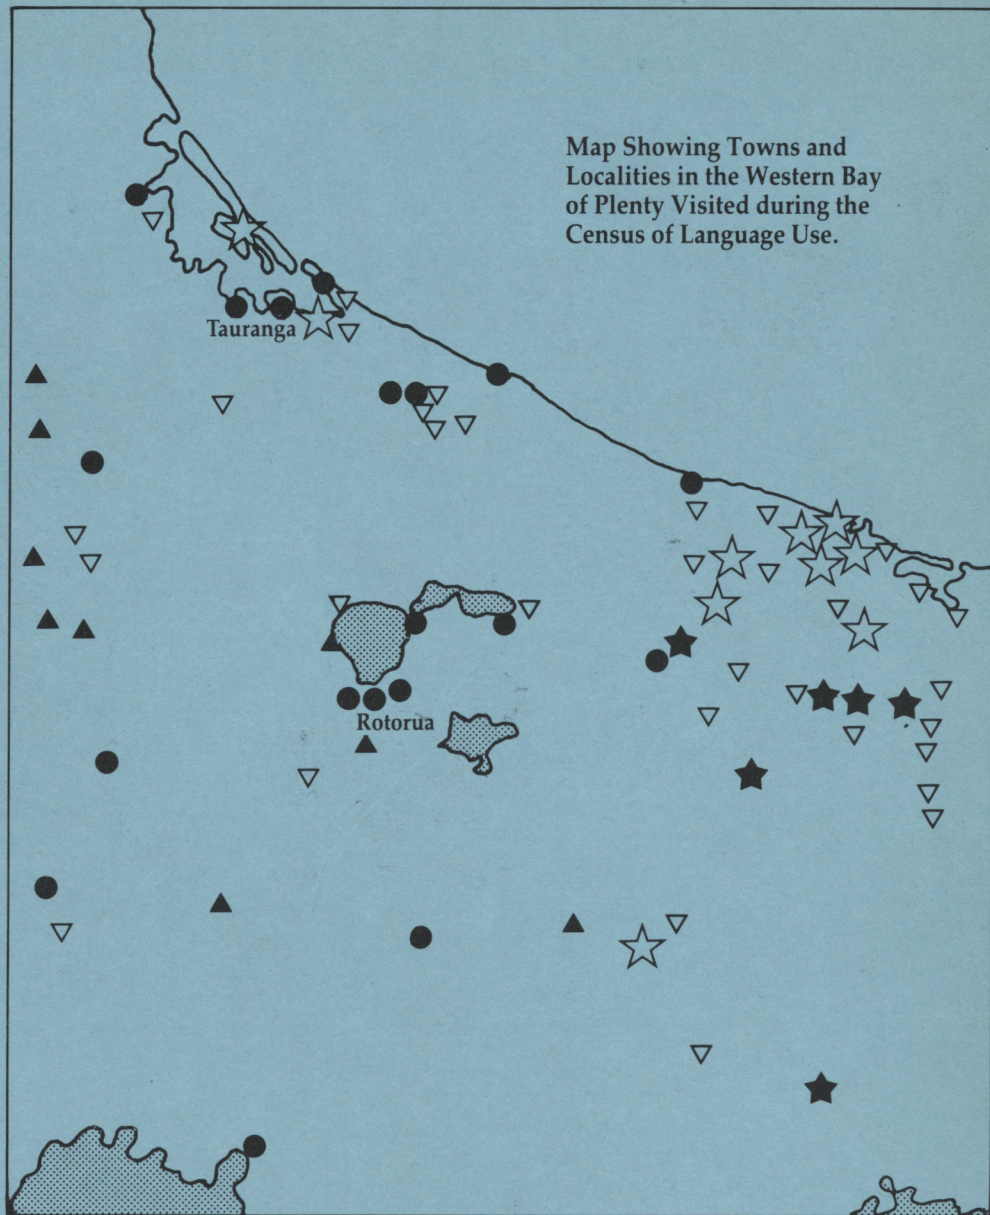 Map Showing Towns and
Localities in the Western Bay
of Plenty Visited during the
Census of Language Use.
Tauranga
Rotorua